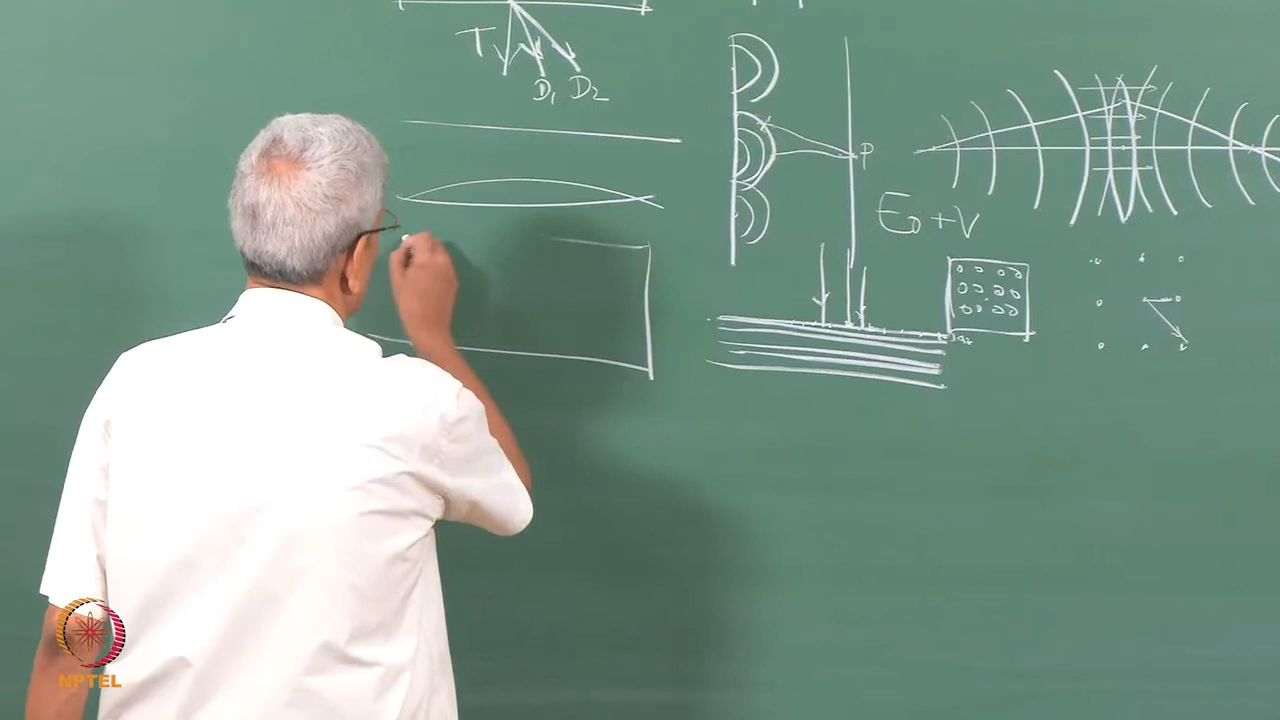 T
D₁ D₂
P
E₀ + V
NPTEL